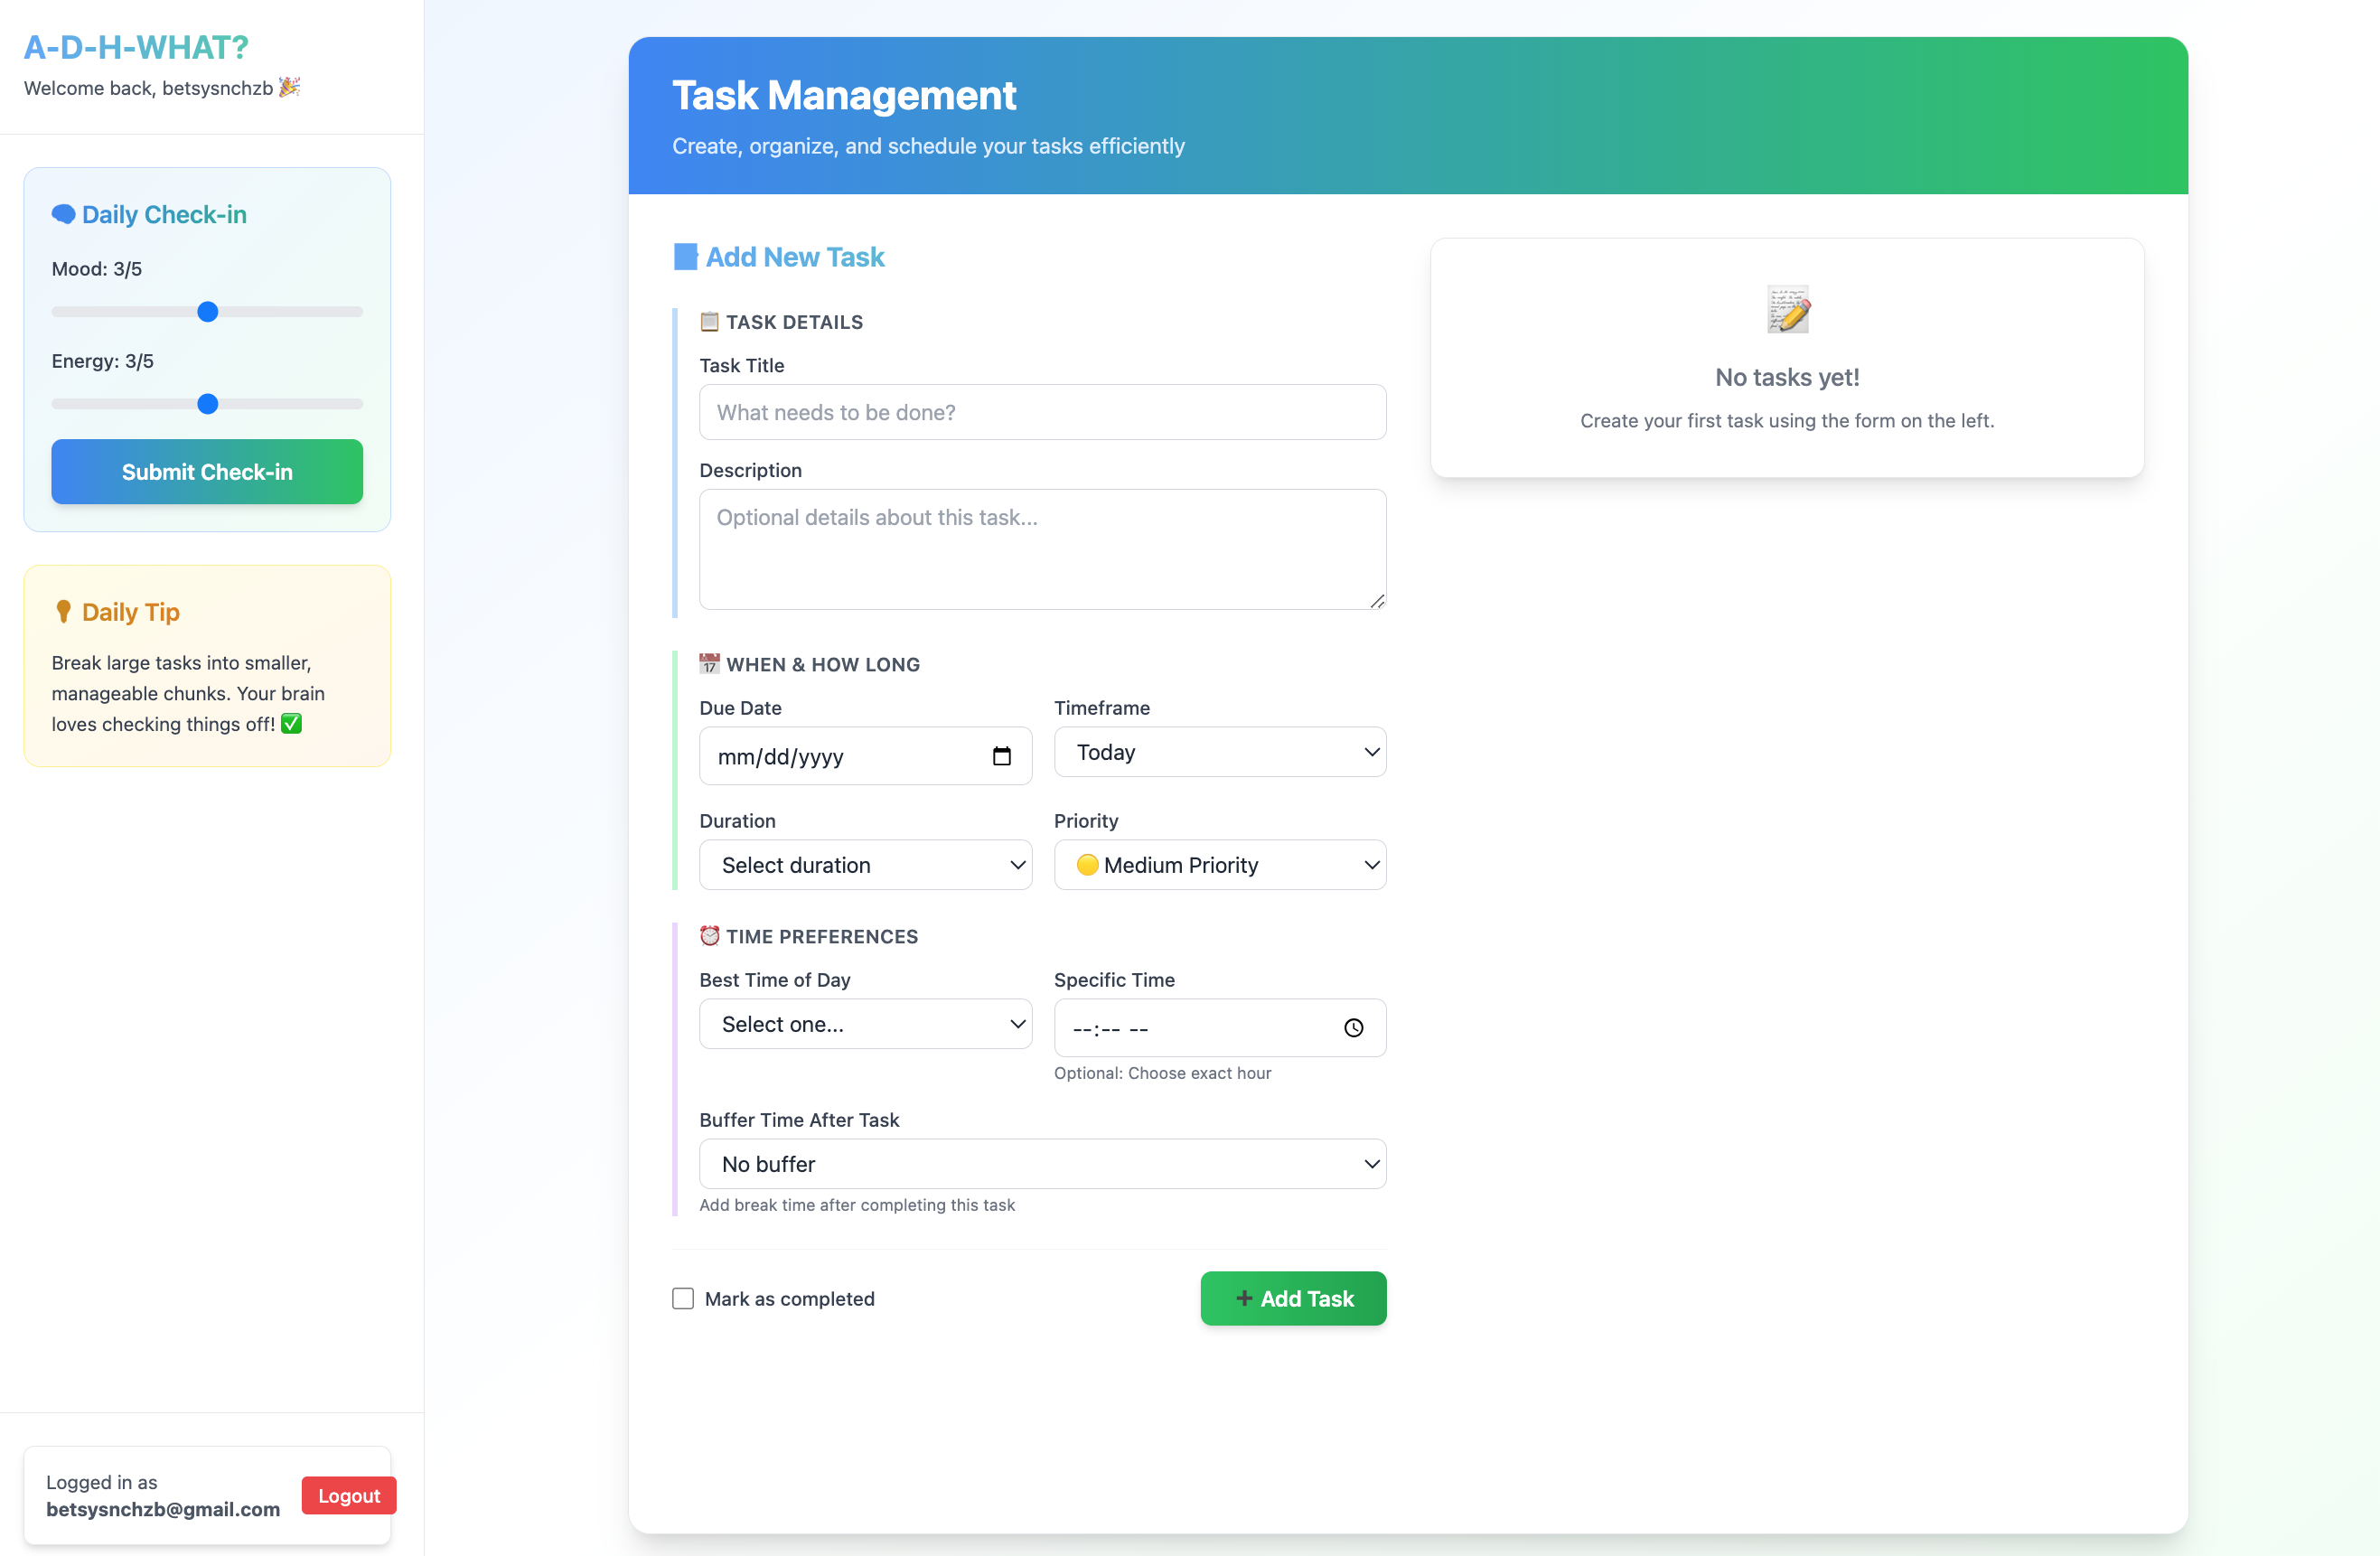 A-D-H-WHAT?
Welcome back, betsysnchzb 🎉
🧠 Daily Check-in
Mood: 3/5
Energy: 3/5
Submit Check-in
💡 Daily Tip
Break large tasks into smaller,
manageable chunks. Your brain
loves checking things off! ✅
Logged in as
betsysnchzb@gmail.com
Logout
Task Management
Create, organize, and schedule your tasks efficiently
Add New Task
📋 TASK DETAILS
Task Title
What needs to be done?
Description
Optional details about this task...
📅 WHEN & HOW LONG
Due Date
mm/dd/yyyy
Timeframe
Today
Duration
Select duration
Priority
🟡 Medium Priority
⏰ TIME PREFERENCES
Best Time of Day
Select one...
Specific Time
--:-- --
Optional: Choose exact hour
Buffer Time After Task
No buffer
Add break time after completing this task
Mark as completed
➕ Add Task
No tasks yet!
Create your first task using the form on the left.